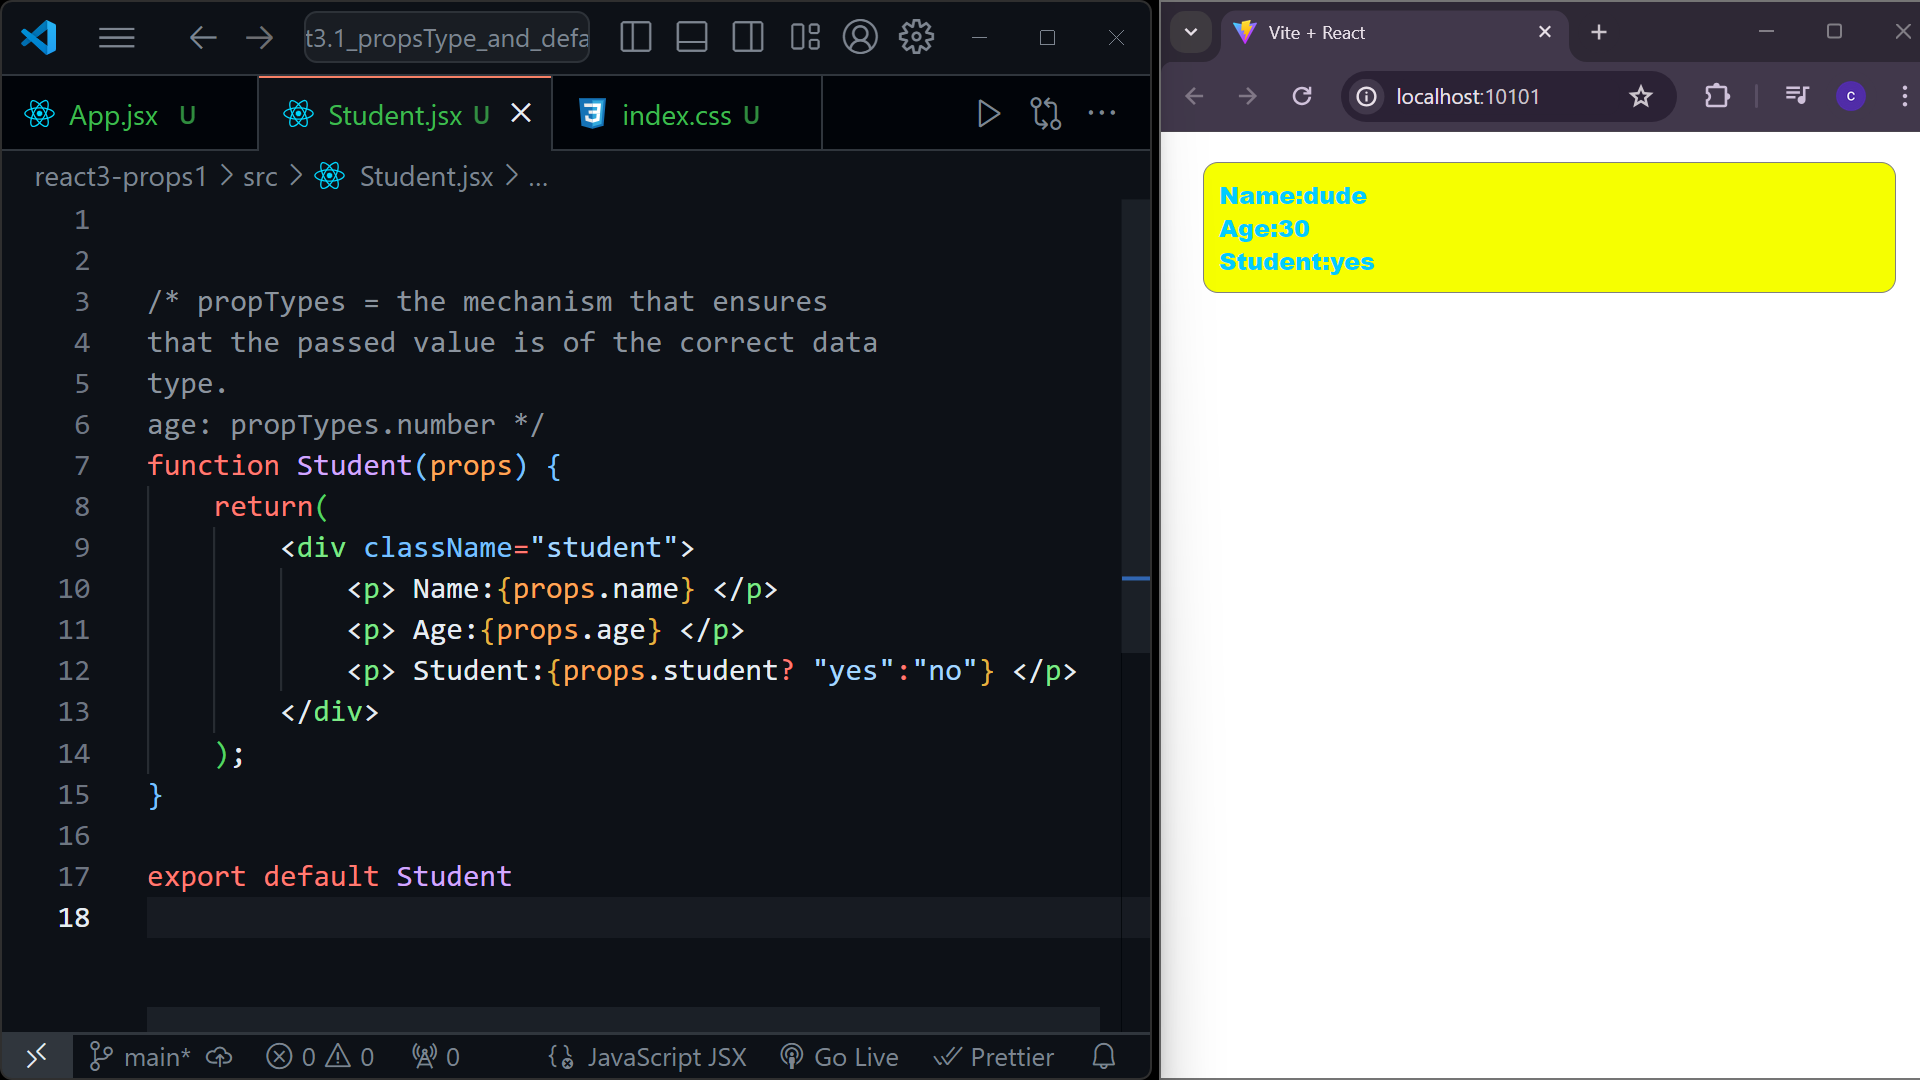 t3.1_propsType_and_defa
App.jsx U
Student.jsx U
index.css U
react3-props1 > src > Student.jsx > ...
1
2
3 /* propTypes = the mechanism that ensures
4 that the passed value is of the correct data
5 type.
6 age: propTypes.number */
7 function Student(props) {
8 return(
9 <div className="student">
10 <p> Name:{props.name} </p>
11 <p> Age:{props.age} </p>
12 <p> Student:{props.student? "yes":"no"} </p>
13 </div>
14 );
15 }
16
17 export default Student
18
main* 0 0 0 JavaScript JSX Go Live Prettier
Vite + React
localhost:10101
c
Name:dude
Age:30
Student:yes